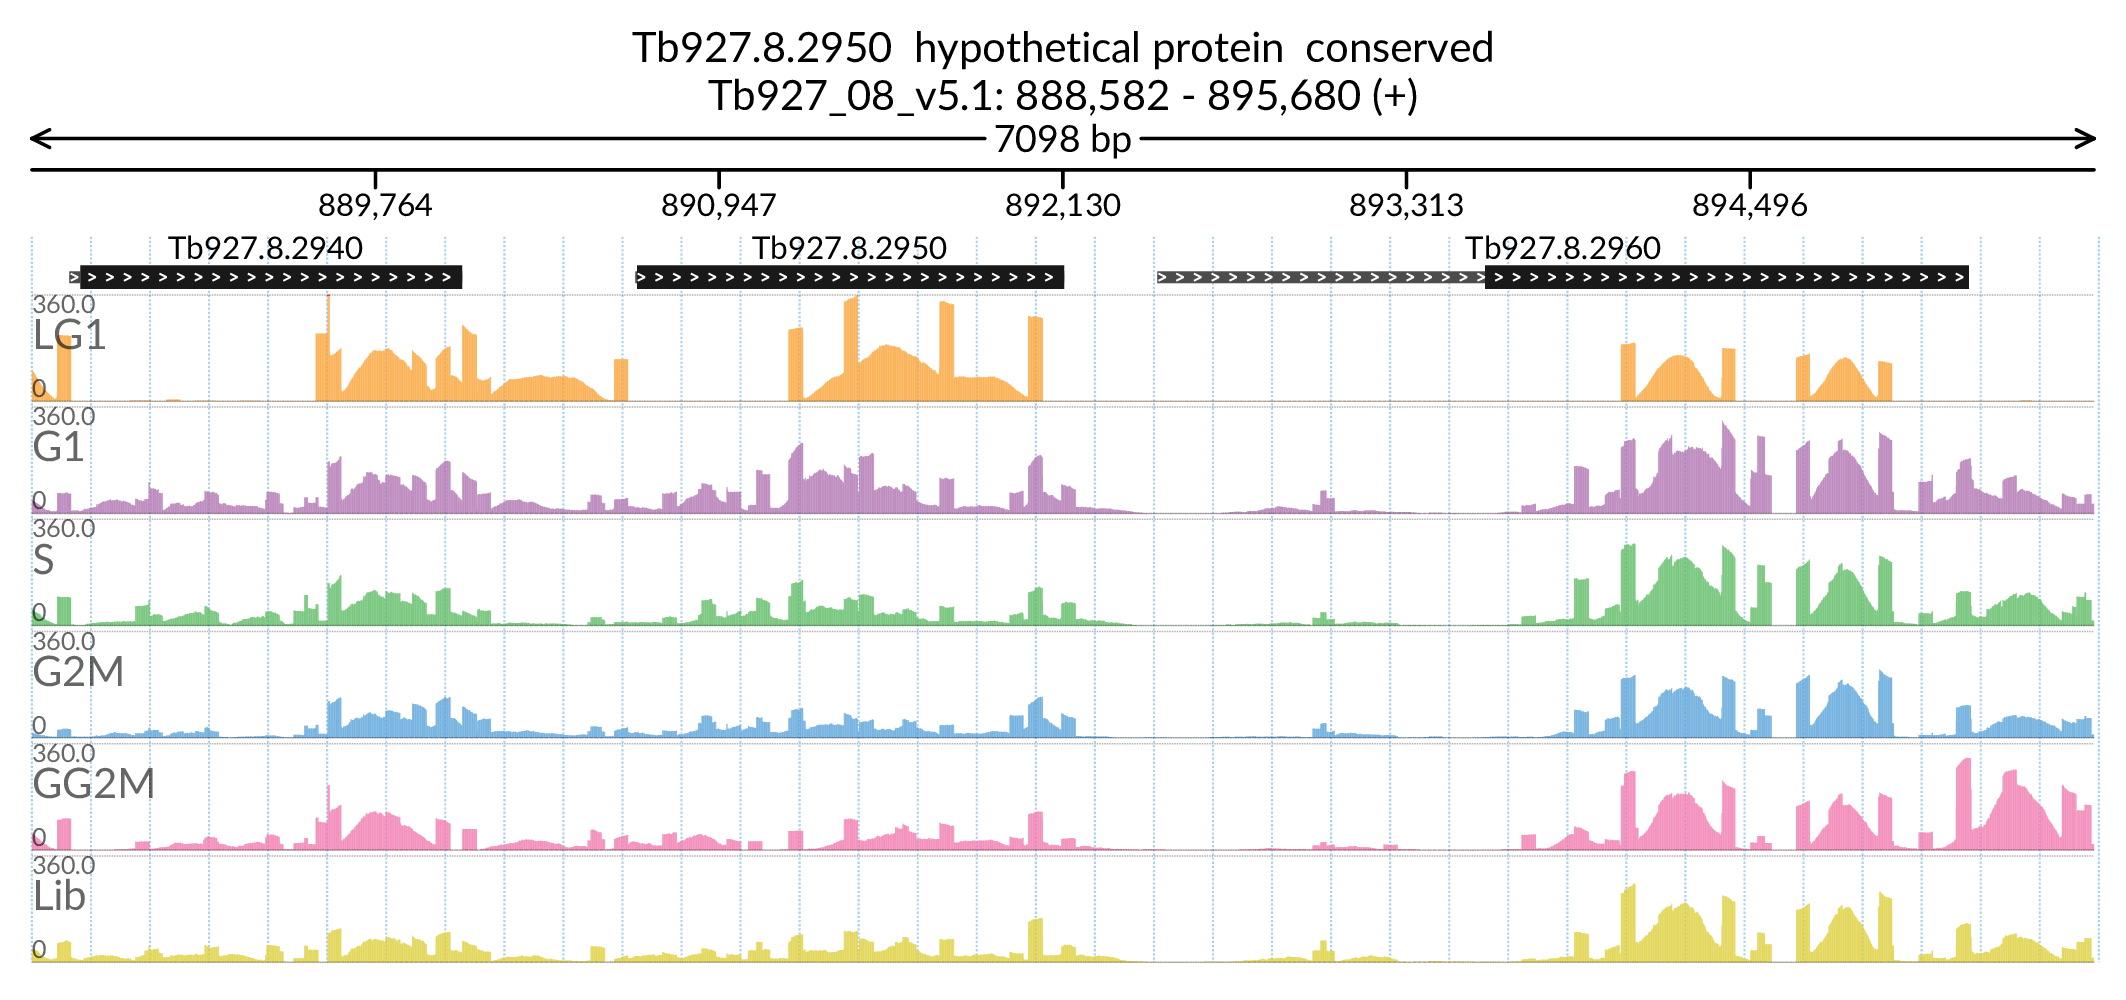 Tb927.8.2950  hypothetical protein  conserved
Tb927_08_v5.1: 888,582 - 895,680 (+)
7098 bp
889,764 890,947 892,130 893,313 894,496
Tb927.8.2940 Tb927.8.2950 Tb927.8.2960
360.0
LG1
0
360.0
G1
0
360.0
S
0
360.0
G2M
0
360.0
GG2M
0
360.0
Lib
0